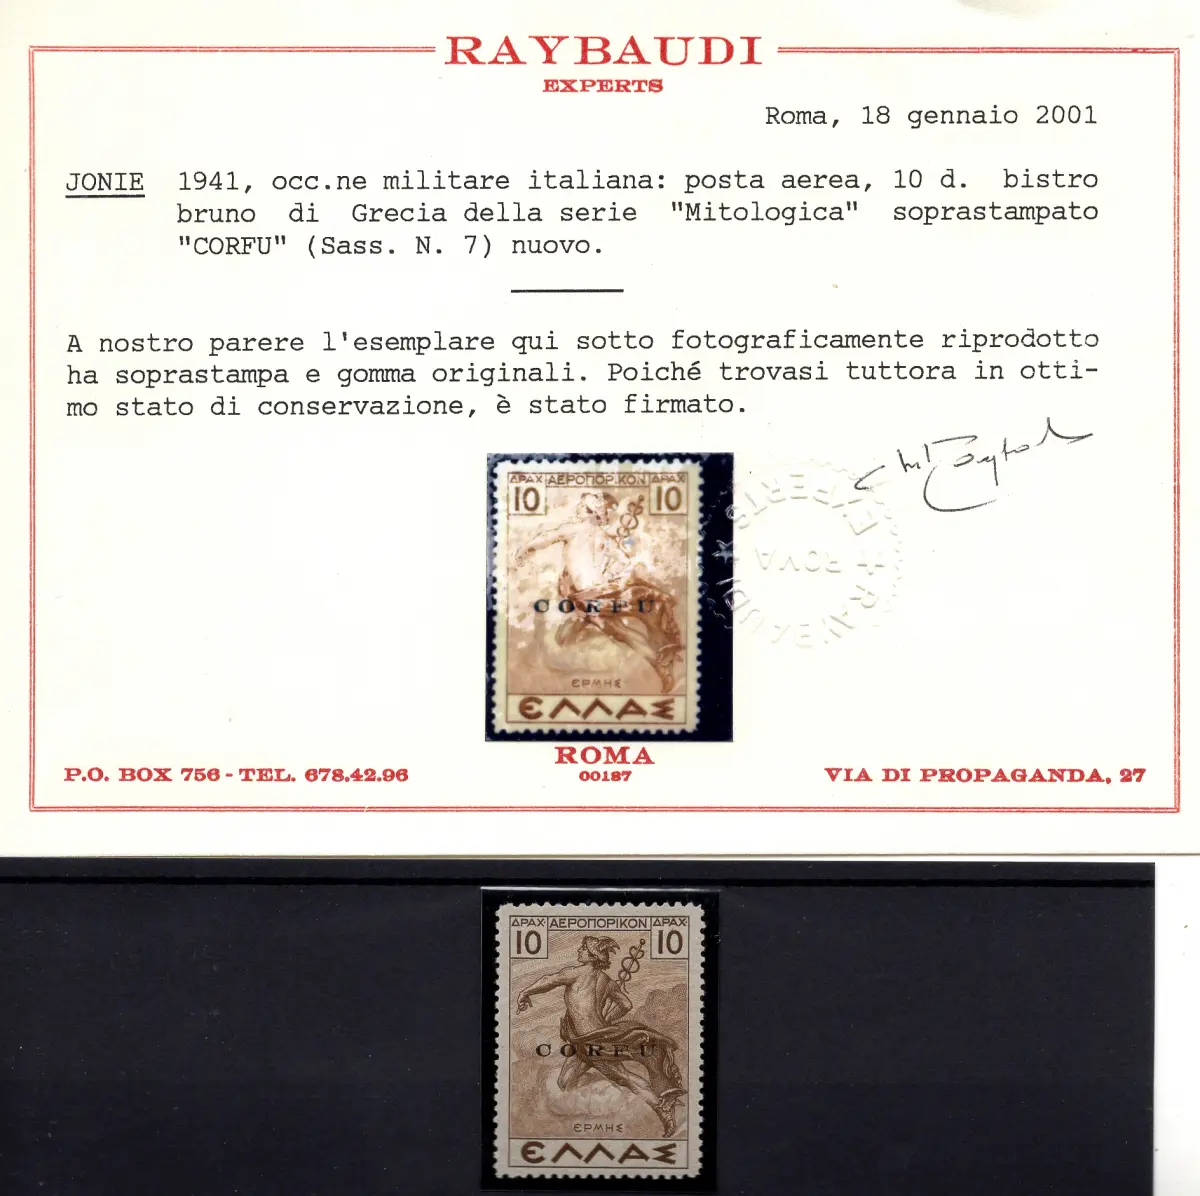 RAYBAUDI
EXPERTS
Roma, 18 gennaio 2001
JONIE 1941, occ.ne militare italiana: posta aerea, 10 d. bistro
bruno di Grecia della serie "Mitologica" soprastampato
"CORFU" (Sass. N. 7) nuovo.
A nostro parere l'esemplare qui sotto fotograficamente riprodotto
ha soprastampa e gomma originali. Poiché trovasi tuttora in otti-
mo stato di conservazione, è stato firmato.
ΔΡΑΧ ΑΕΡΟΠΟΡΙΚΟΝ ΔΡΑΧ
10 10
CORFU
ΕΡΜΗΣ
ΕΛΛΑΣ
RAYBAUDI EXPERTS ROMA
ROMA
00187
P.O. BOX 756 - TEL. 678.42.96
VIA DI PROPAGANDA, 27
ΔΡΑΧ ΑΕΡΟΠΟΡΙΚΟΝ ΔΡΑΧ
10 10
CORFU
ΕΡΜΗΣ
ΕΛΛΑΣ